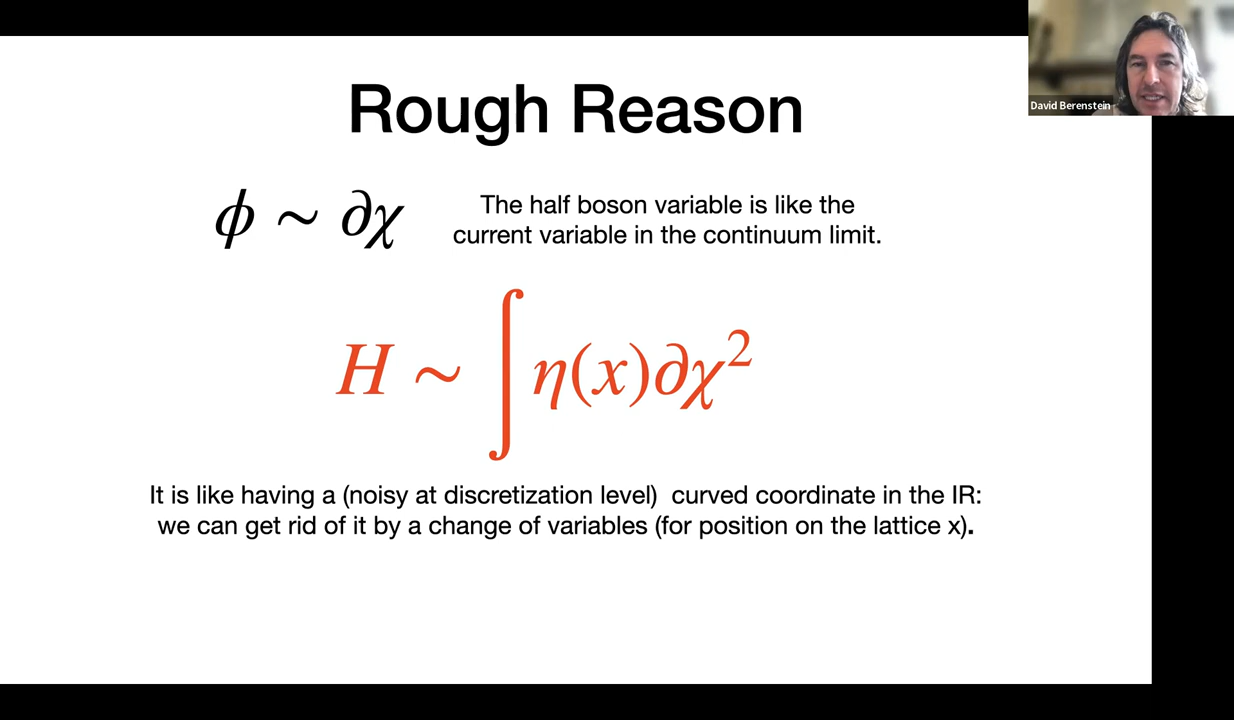 Rough Reason
David Berenstein
ϕ ∼ ∂χ
The half boson variable is like the
current variable in the continuum limit.
H ∼ ∫ η(x)∂χ²
It is like having a (noisy at discretization level)  curved coordinate in the IR:
we can get rid of it by a change of variables (for position on the lattice x).